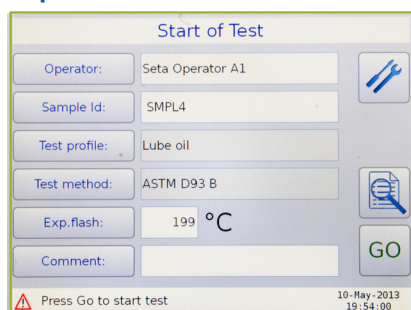 Start of Test
Operator: Seta Operator A1
Sample Id: SMPL4
Test profile: Lube oil
Test method: ASTM D93 B
Exp.flash: 199 °C
Comment:
GO
Press Go to start test
10-May-2013
19:54:00